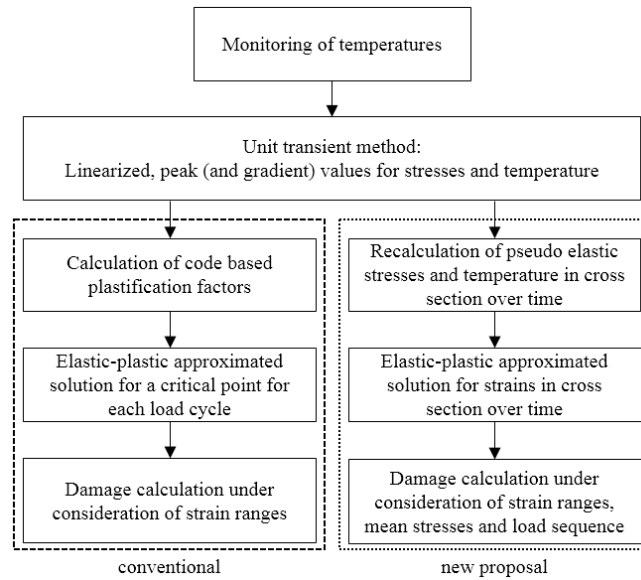 Monitoring of temperatures
Unit transient method:
Linearized, peak (and gradient) values for stresses and temperature
Calculation of code based
plastification factors
Elastic-plastic approximated
solution for a critical point for
each load cycle
Damage calculation under
consideration of strain ranges
conventional
Recalculation of pseudo elastic
stresses and temperature in cross
section over time
Elastic-plastic approximated
solution for strains in cross
section over time
Damage calculation under
consideration of strain ranges,
mean stresses and load sequence
new proposal